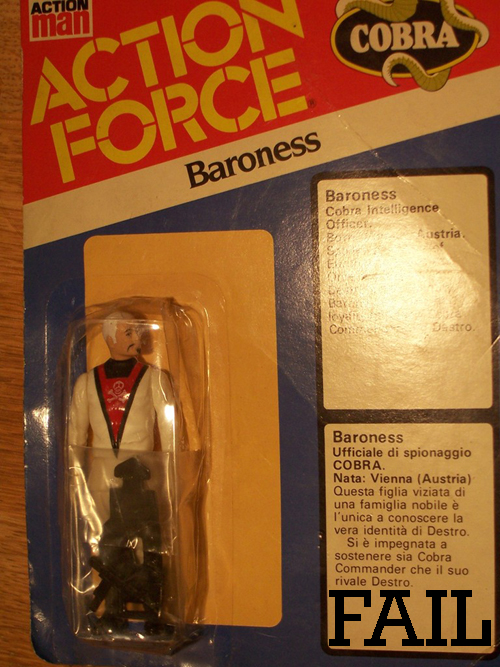 ACTION
man
ACTION
FORCE
COBRA
Baroness
Baroness
Cobra Intelligence
Officer.
Austria.
Commander Destro.
Baroness
Ufficiale di spionaggio
COBRA.
Nata: Vienna (Austria)
Questa figlia viziata di
una famiglia nobile è
l'unica a conoscere la
vera identità di Destro.
Si è impegnata a
sostenere sia Cobra
Commander che il suo
rivale Destro.
FAIL